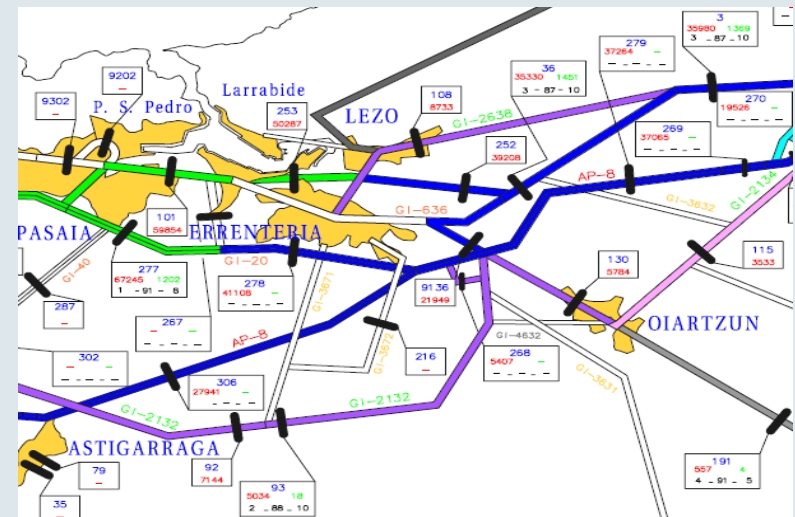 3
35980 1369
3 - 87 - 10
279
37264 -
- - - -
36
35330 1451
3 - 87 - 10
270
19526 -
- - - -
9202
-
9302
-
P. S. Pedro
Larrabide
253
50287
LEZO
108
8733
GI-2638
269
37065 -
- - - -
252
39208
AP-8
GI-2134
GI-3632
101
59854
GI-636
PASAIA
ERRENTERIA
GI-40
GI-20
277
67245 1202
1 - 91 - 8
278
41108 -
- - - -
GI-3671
9136
21949
130
5784
115
3533
287
-
267
- -
- - - -
OIARTZUN
GI-3672
GI-4632
AP-8
302
- -
- - - -
216
-
268
5407 -
- - - -
GI-3631
306
27941 -
- - - -
GI-2132
GI-2132
ASTIGARRAGA
92
7144
93
5034 18
2 - 88 - 10
191
557 4
4 - 91 - 5
79
-
35
-